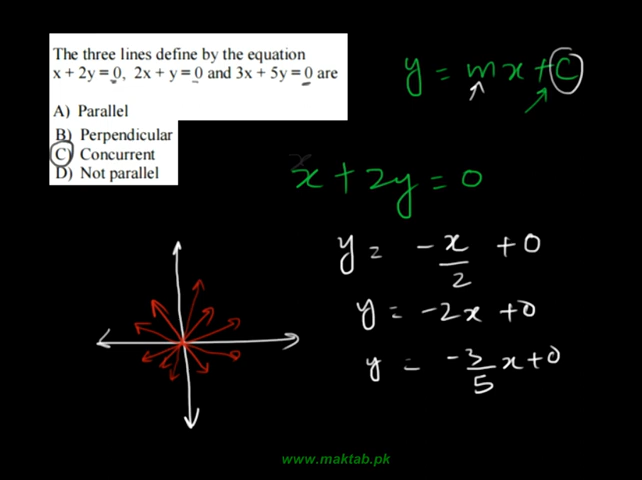 The three lines define by the equation
x + 2y = 0, 2x + y = 0 and 3x + 5y = 0 are
A) Parallel
B) Perpendicular
C) Concurrent
D) Not parallel
y = mx + C
x + 2y = 0
y = -x/2 + 0
y = -2x + 0
y = -3/5 x + 0
www.maktab.pk